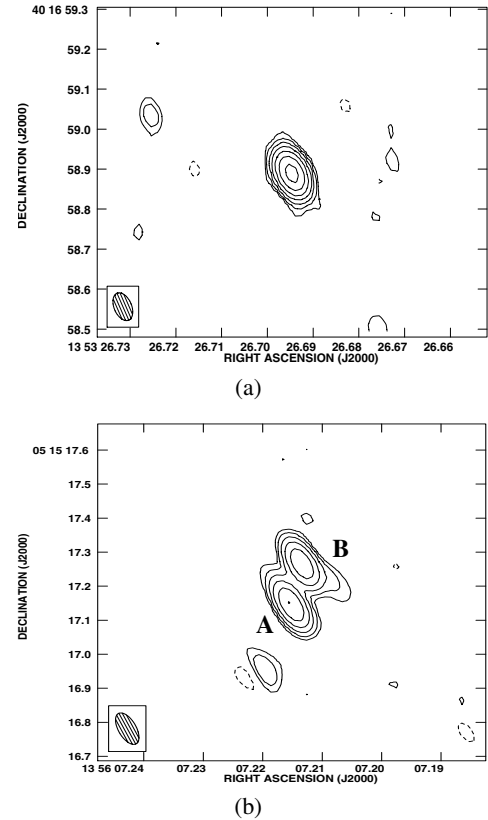 40 16 59.3
59.2
59.1
59.0
58.9
58.8
58.7
58.6
58.5
DECLINATION (J2000)
13 53 26.73 26.72 26.71 26.70 26.69 26.68 26.67 26.66
RIGHT ASCENSION (J2000)
(a)
05 15 17.6
17.5
17.4
17.3
17.2
17.1
17.0
16.9
16.8
16.7
DECLINATION (J2000)
B
A
13 56 07.24 07.23 07.22 07.21 07.20 07.19
RIGHT ASCENSION (J2000)
(b)